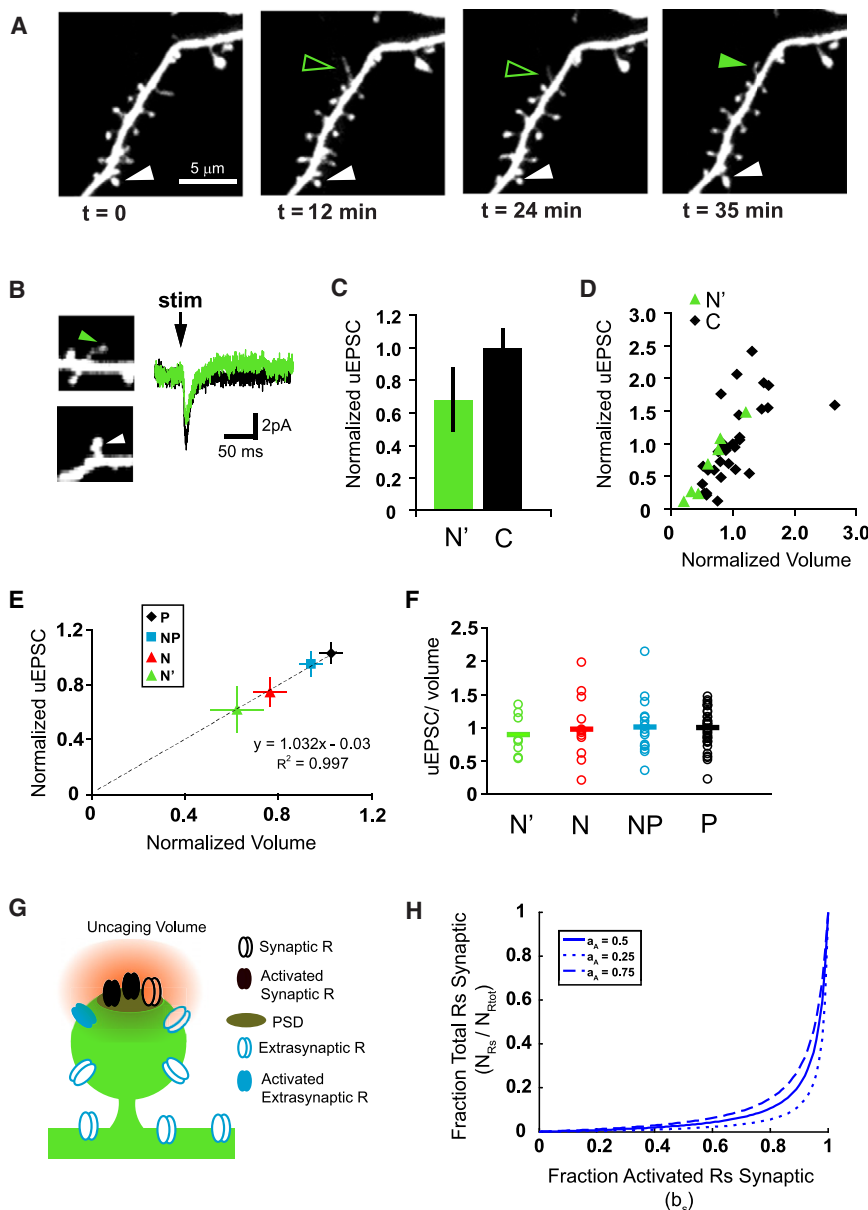 A
5 μm
t = 0
t = 12 min
t = 24 min
t = 35 min
B
stim
2pA
50 ms
C
Normalized uEPSC
1.2
1.0
0.8
0.6
0.4
0.2
0
N'
C
D
N'
C
Normalized uEPSC
3.0
2.5
2.0
1.5
1.0
0.5
0
0
1.0
2.0
3.0
Normalized Volume
E
P
NP
N
N'
Normalized uEPSC
1.2
0.8
0.4
0
y = 1.032x - 0.03
R² = 0.997
0
0.4
0.8
1.2
Normalized Volume
F
uEPSC/ volume
2.5
2
1.5
1
0.5
0
N'
N
NP
P
G
Uncaging Volume
Synaptic R
Activated
Synaptic R
PSD
Extrasynaptic R
Activated
Extrasynaptic R
H
Fraction Total Rs Synaptic
(N_Rs / N_Rtot)
1
0.8
0.6
0.4
0.2
0
a_A = 0.5
a_A = 0.25
a_A = 0.75
0
0.2
0.4
0.6
0.8
1
Fraction Activated Rs Synaptic
(b_s)